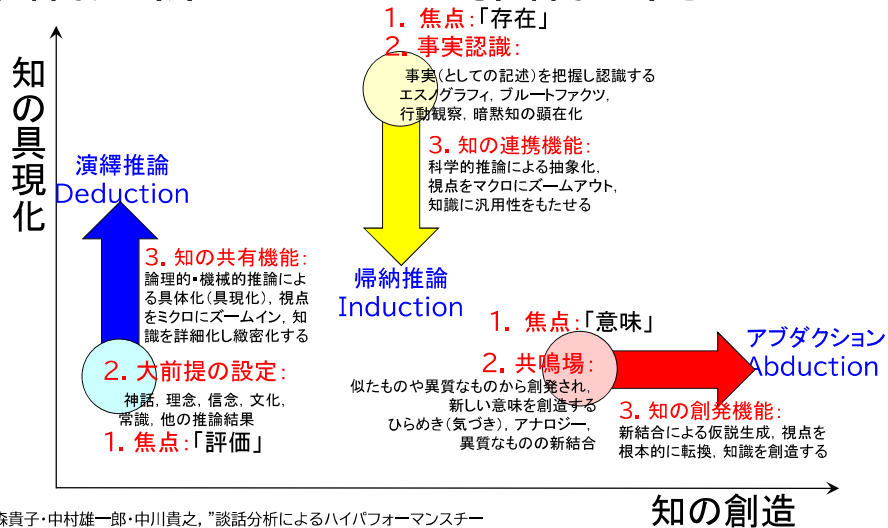 1. 焦点:「存在」
2. 事実認識:
事実(としての記述)を把握し認識する
エスノグラフィ, ブルートファクツ,
行動観察, 暗黙知の顕在化
3. 知の連携機能:
科学的推論による抽象化,
視点をマクロにズームアウト,
知識に汎用性をもたせる
帰納推論
Induction
知の具現化
演繹推論
Deduction
3. 知の共有機能:
論理的・機械的推論によ
る具体化(具現化), 視点
をミクロにズームイン, 知
識を詳細化し緻密化する
2. 大前提の設定:
神話, 理念, 信念, 文化,
常識, 他の推論結果
1. 焦点:「評価」
1. 焦点:「意味」
2. 共鳴場:
似たものや異質なものから創発され,
新しい意味を創造する
ひらめき(気づき), アナロジー,
異質なものの新結合
アブダクション
Abduction
3. 知の創発機能:
新結合による仮説生成, 視点を
根本的に転換, 知識を創造する
知の創造
森貴子・中村雄一郎・中川貴之, ”談話分析によるハイパフォーマンスチー